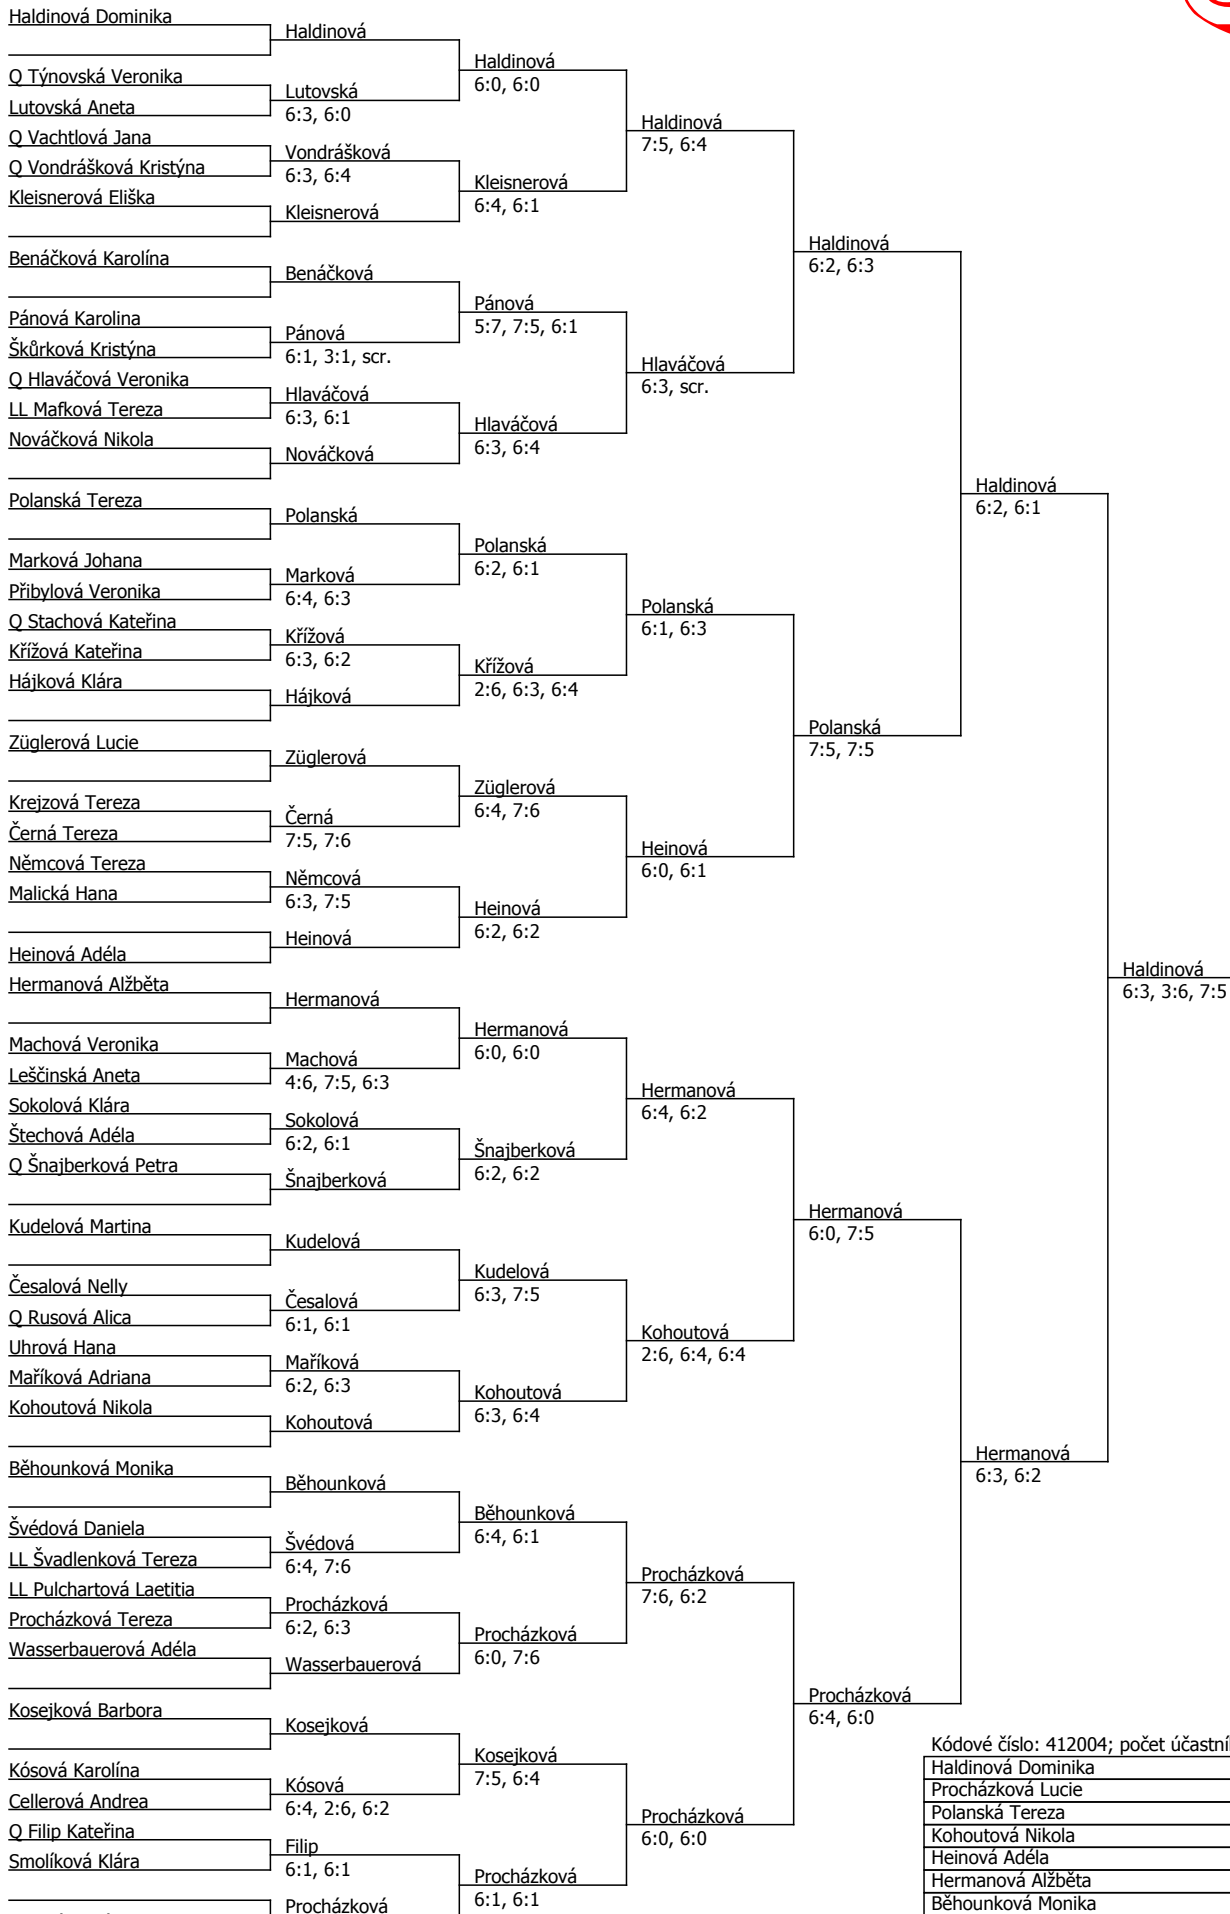 Haldinová Dominika
Q Týnovská Veronika
Lutovská Aneta
Q Vachtlová Jana
Q Vondrášková Kristýna
Kleisnerová Eliška
Benáčková Karolína
Pánová Karolina
Škůrková Kristýna
Q Hlaváčová Veronika
LL Mafková Tereza
Nováčková Nikola
Polanská Tereza
Marková Johana
Přibylová Veronika
Q Stachová Kateřina
Křížová Kateřina
Hájková Klára
Züglerová Lucie
Krejzová Tereza
Černá Tereza
Němcová Tereza
Malická Hana
Heinová Adéla
Hermanová Alžběta
Machová Veronika
Leščinská Aneta
Sokolová Klára
Štechová Adéla
Q Šnajberková Petra
Kudelová Martina
Česalová Nelly
Q Rusová Alica
Uhrová Hana
Maříková Adriana
Kohoutová Nikola
Běhounková Monika
Švédová Daniela
LL Švadlenková Tereza
LL Pulchartová Laetitia
Procházková Tereza
Wasserbauerová Adéla
Kosejková Barbora
Kósová Karolína
Cellerová Andrea
Q Filip Kateřina
Smolíková Klára
Haldinová
Lutovská
6:3, 6:0
Vondrášková
6:3, 6:4
Kleisnerová
Benáčková
Pánová
6:1, 3:1, scr.
Hlaváčová
6:3, 6:1
Nováčková
Polanská
Marková
6:4, 6:3
Křížová
6:3, 6:2
Hájková
Züglerová
Černá
7:5, 7:6
Němcová
6:3, 7:5
Heinová
Hermanová
Machová
4:6, 7:5, 6:3
Sokolová
6:2, 6:1
Šnajberková
Kudelová
Česalová
6:1, 6:1
Maříková
6:2, 6:3
Kohoutová
Běhounková
Švédová
6:4, 7:6
Procházková
6:2, 6:3
Wasserbauerová
Kosejková
Kósová
6:4, 2:6, 6:2
Filip
6:1, 6:1
Procházková
Haldinová
6:0, 6:0
Kleisnerová
6:4, 6:1
Pánová
5:7, 7:5, 6:1
Hlaváčová
6:3, 6:4
Polanská
6:2, 6:1
Křížová
2:6, 6:3, 6:4
Züglerová
6:4, 7:6
Heinová
6:2, 6:2
Hermanová
6:0, 6:0
Šnajberková
6:2, 6:2
Kudelová
6:3, 7:5
Kohoutová
6:3, 6:4
Běhounková
6:4, 6:1
Procházková
6:0, 7:6
Kosejková
7:5, 6:4
Procházková
6:1, 6:1
Haldinová
7:5, 6:4
Hlaváčová
6:3, scr.
Polanská
6:1, 6:3
Heinová
6:0, 6:1
Hermanová
6:4, 6:2
Kohoutová
2:6, 6:4, 6:4
Procházková
7:6, 6:2
Procházková
6:0, 6:0
Haldinová
6:2, 6:3
Polanská
7:5, 7:5
Hermanová
6:0, 7:5
Procházková
6:4, 6:0
Haldinová
6:2, 6:1
Hermanová
6:3, 6:2
Haldinová
6:3, 3:6, 7:5
Kódové číslo: 412004; počet účastní
Haldinová Dominika
Procházková Lucie
Polanská Tereza
Kohoutová Nikola
Heinová Adéla
Hermanová Alžběta
Běhounková Monika